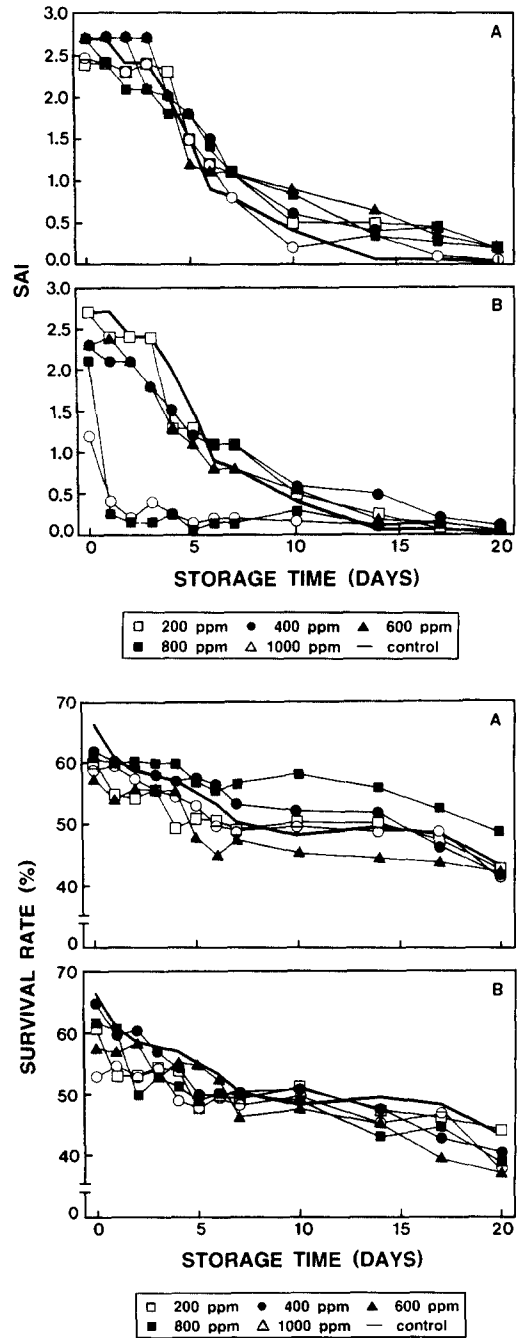 A
3.0
2.5
2.0
1.5
1.0
0.5
0.0
SAI
B
3.0
2.5
2.0
1.5
1.0
0.5
0.0
0 5 10 15 20
STORAGE TIME (DAYS)
200 ppm 400 ppm 600 ppm
800 ppm 1000 ppm control
A
70
60
50
40
0
SURVIVAL RATE (%)
B
70
60
50
40
0
0 5 10 15 20
STORAGE TIME (DAYS)
200 ppm 400 ppm 600 ppm
800 ppm 1000 ppm control